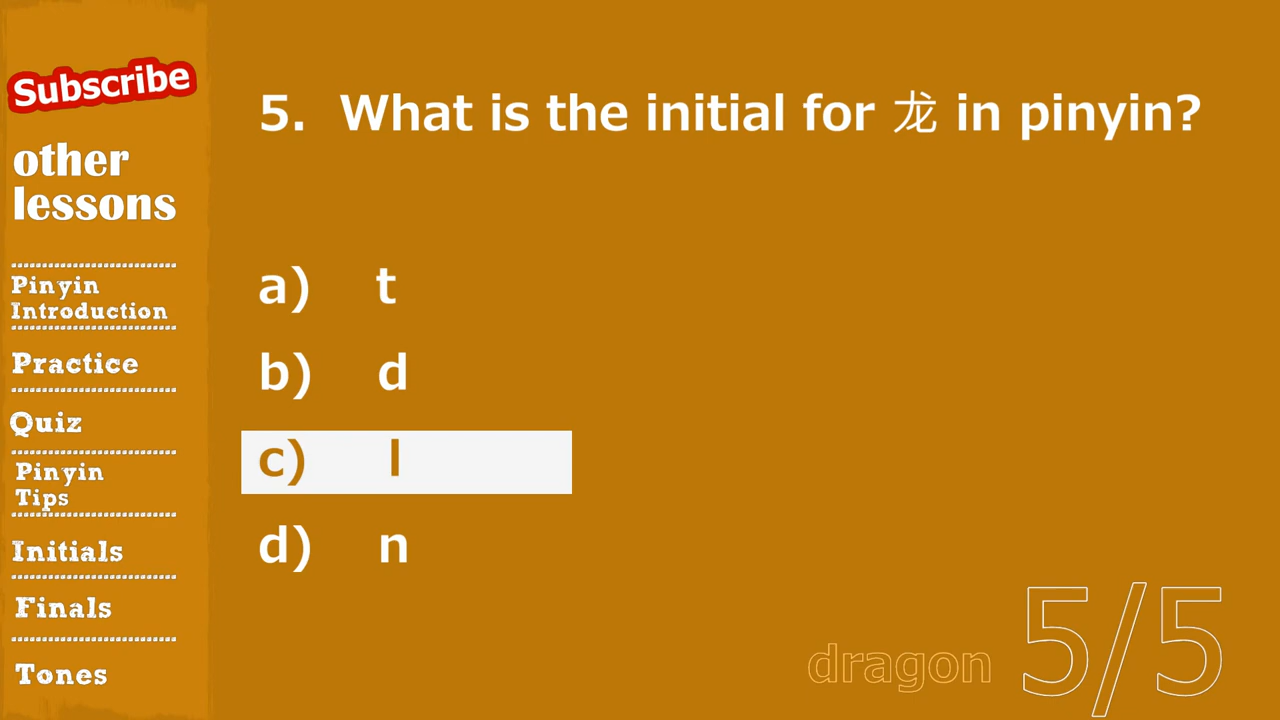 Subscribe
other
lessons
Pinyin
Introduction
Practice
Quiz
Pinyin
Tips
Initials
Finals
Tones
5. What is the initial for 龙 in pinyin?
a) t
b) d
c) l
d) n
dragon 5/5